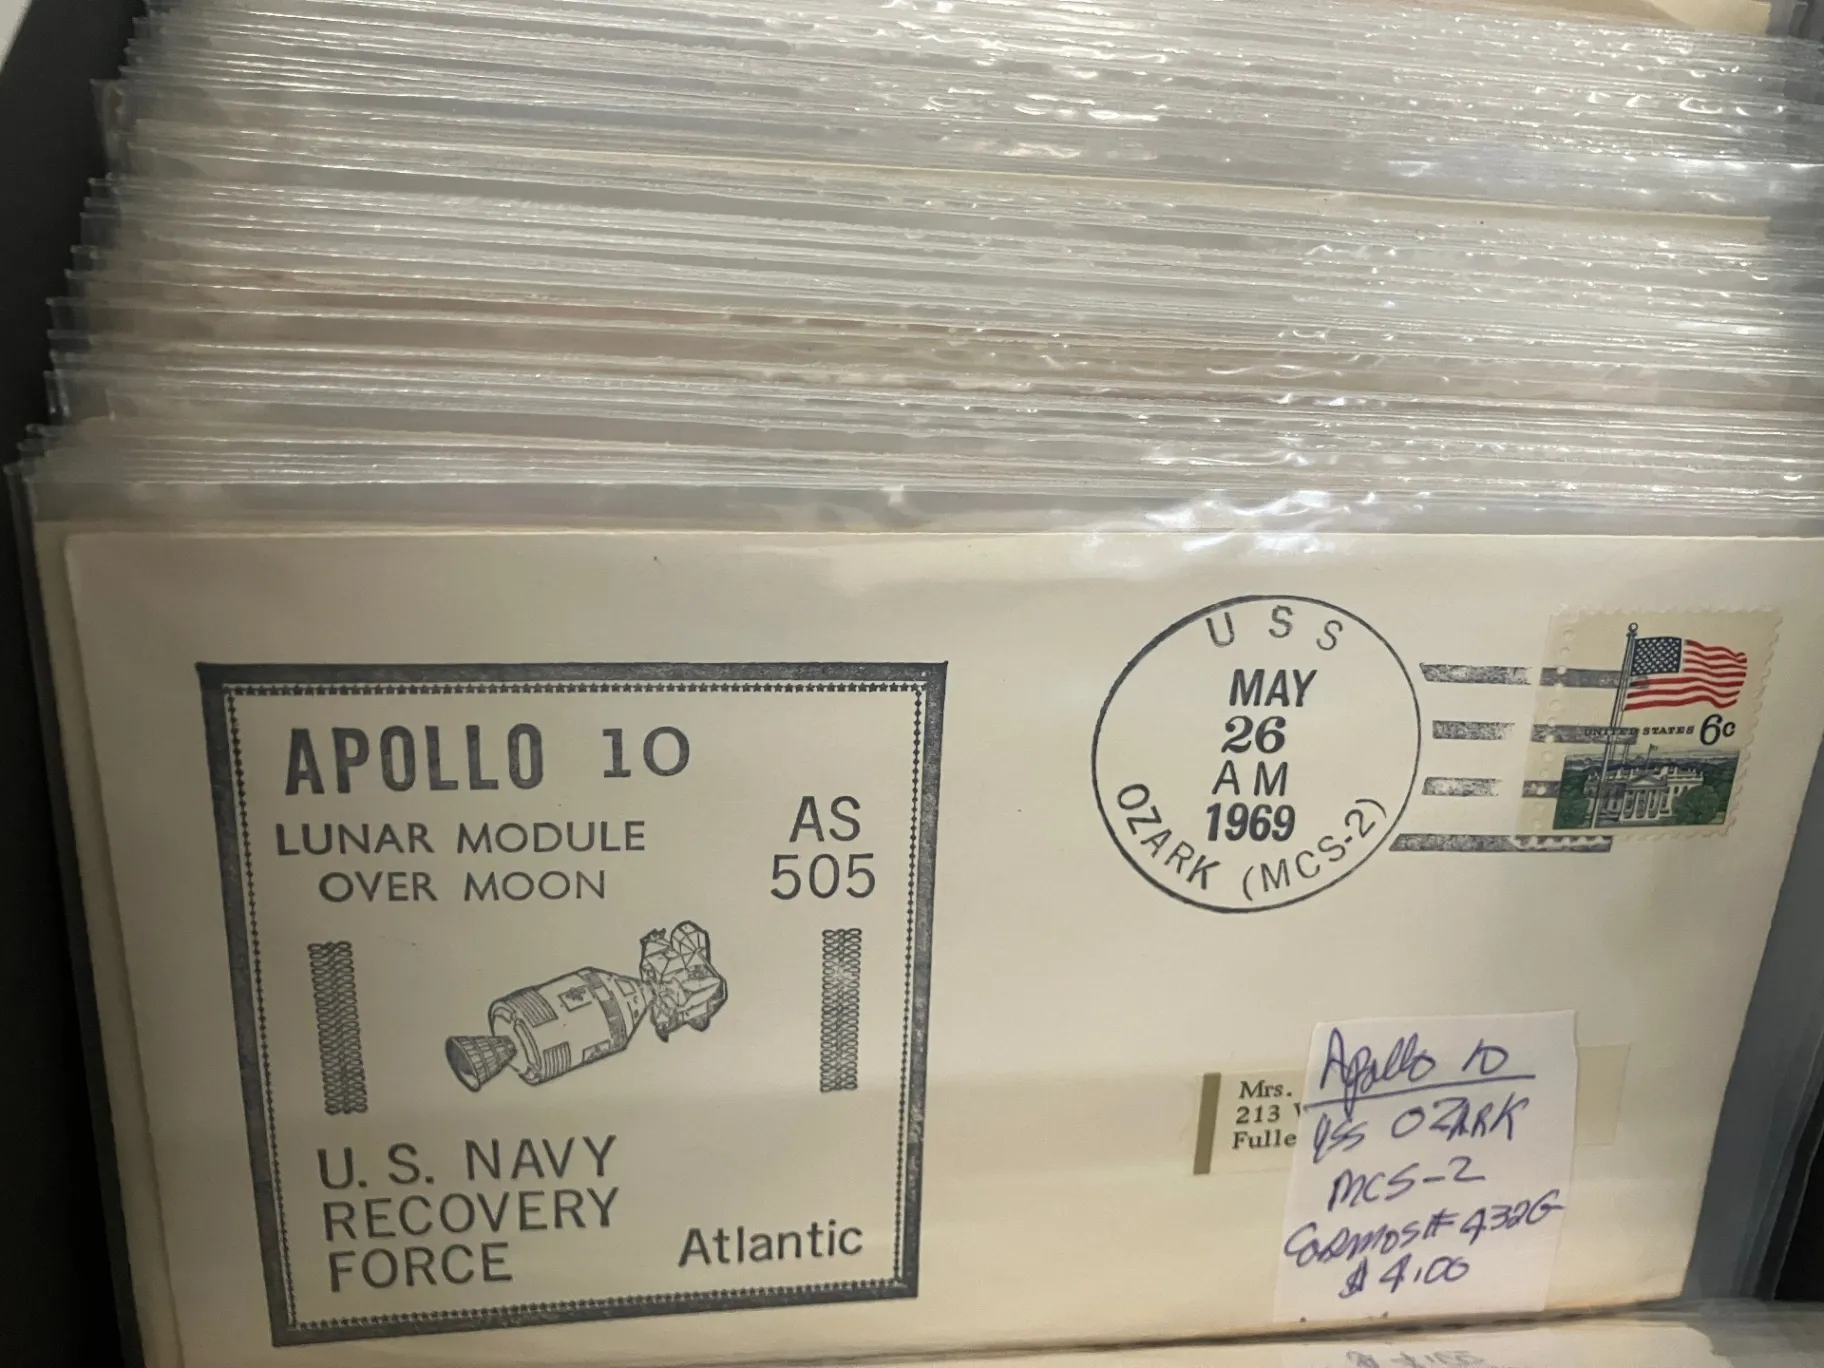 APOLLO 10
LUNAR MODULE
OVER MOON
AS
505
U. S. NAVY
RECOVERY
FORCE
Atlantic
USS
MAY
26
AM
1969
OZARK (MCS-2)
UNITED STATES 6c
Mrs.
213
Fulle
Apollo 10
USS OZARK
MCS-2
Cosmos# 432G
$4.00